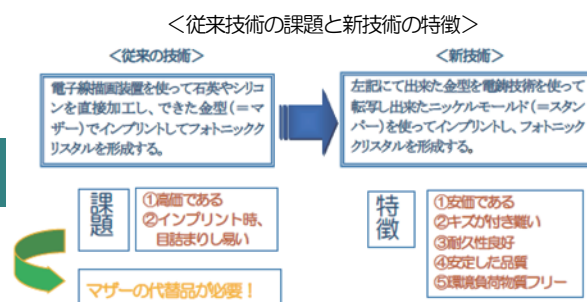 ＜従来技術の課題と新技術の特徴＞
＜従来の技術＞
電子線描画装置を使って石英やシリコ
ンを直接加工し、できた金型(＝マ
ザー)でインプリントしてフォトニックク
リスタルを形成する。
＜新技術＞
左記にて出来た金型を電鋳技術を使って
転写し出来たニッケルモールド(＝スタン
パー)を使ってインプリントし、フォトニック
クリスタルを形成する。
課題
①高価である
②インプリント時、
目詰まりし易い
マザーの代替品が必要！
特徴
①安価である
②キズが付き難い
③耐久性良好
④安定した品質
⑤環境負荷物質フリー